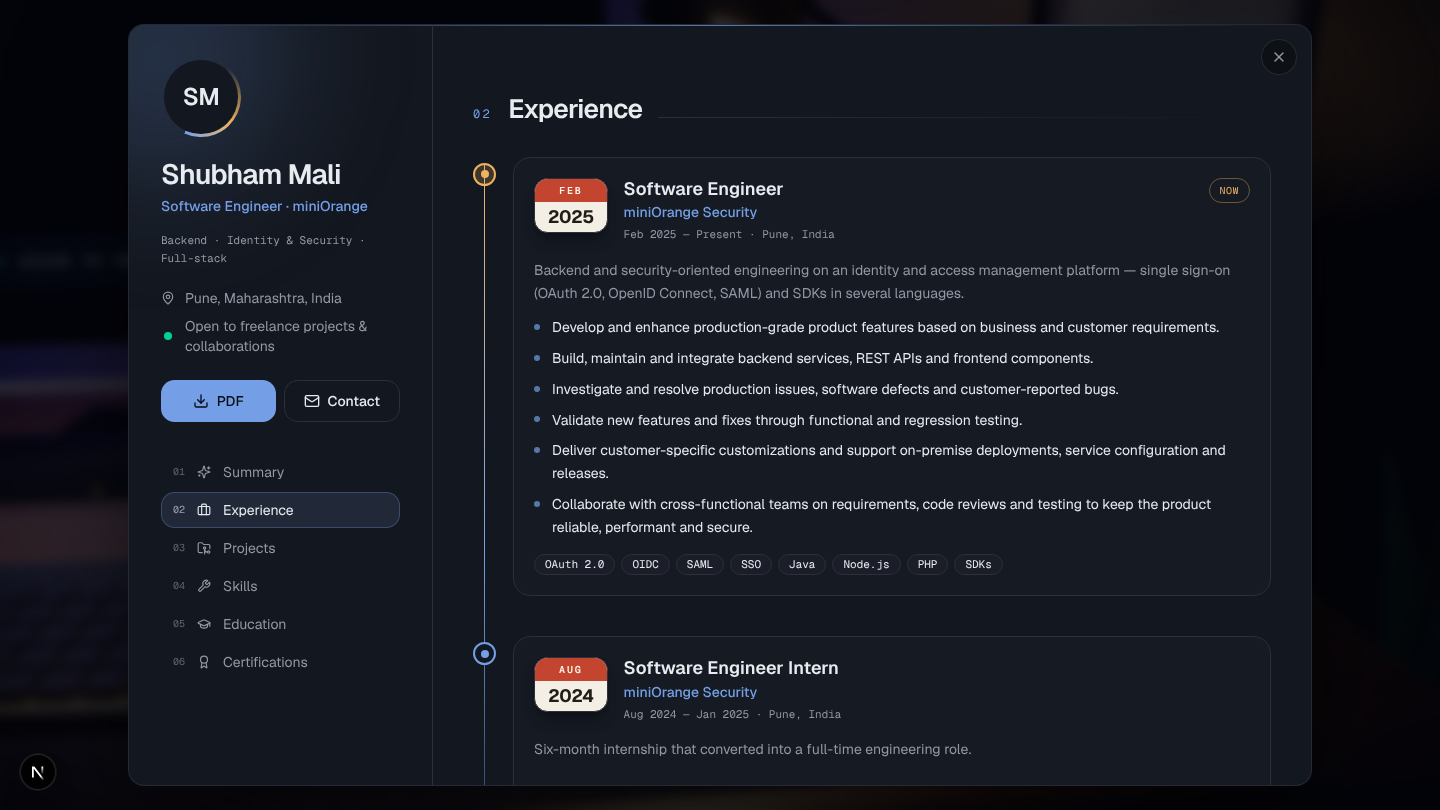 SM
Shubham Mali
Software Engineer · miniOrange
Backend · Identity & Security ·
Full-stack
Pune, Maharashtra, India
Open to freelance projects &
collaborations
PDF
Contact
01 Summary
02 Experience
03 Projects
04 Skills
05 Education
06 Certifications
N
02 Experience
FEB
2025
Software Engineer
NOW
miniOrange Security
Feb 2025 — Present · Pune, India
Backend and security-oriented engineering on an identity and access management platform — single sign-on
(OAuth 2.0, OpenID Connect, SAML) and SDKs in several languages.
Develop and enhance production-grade product features based on business and customer requirements.
Build, maintain and integrate backend services, REST APIs and frontend components.
Investigate and resolve production issues, software defects and customer-reported bugs.
Validate new features and fixes through functional and regression testing.
Deliver customer-specific customizations and support on-premise deployments, service configuration and
releases.
Collaborate with cross-functional teams on requirements, code reviews and testing to keep the product
reliable, performant and secure.
OAuth 2.0 OIDC SAML SSO Java Node.js PHP SDKs
AUG
2024
Software Engineer Intern
miniOrange Security
Aug 2024 — Jan 2025 · Pune, India
Six-month internship that converted into a full-time engineering role.